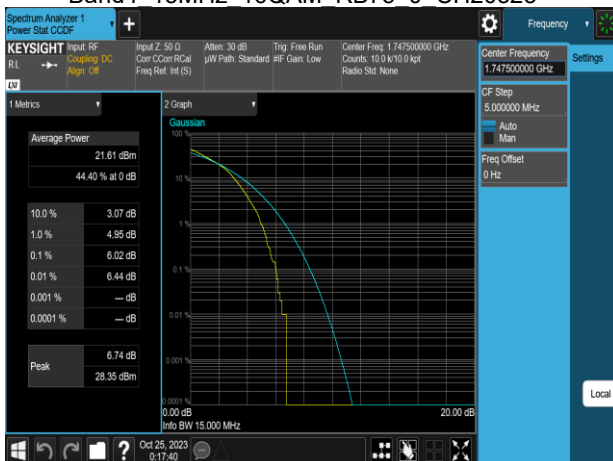 Spectrum Analyzer 1
Power Stat CCDF
Frequency
KEYSIGHT
RL
LXI
Input: RF
Coupling: DC
Align: Off
Input Z: 50 Ω
Corr CCorr RCal
Freq Ref: Int (S)
Atten: 30 dB
µW Path: Standard
Trig: Free Run
#IF Gain: Low
Center Freq: 1.747500000 GHz
Counts: 10.0 k/10.0 kpt
Radio Std: None
Center Frequency
1.747500000 GHz
Settings
CF Step
5.000000 MHz
Auto
Man
Freq Offset
0 Hz
1 Metrics
Average Power
21.61 dBm
44.40 % at 0 dB
10.0 % 3.07 dB
1.0 % 4.95 dB
0.1 % 6.02 dB
0.01 % 6.44 dB
0.001 % --- dB
0.0001 % --- dB
Peak 6.74 dB
28.35 dBm
2 Graph
Gaussian
100 %
10 %
1 %
0.1 %
0.01 %
0.001 %
0.0001 %
0.00 dB 20.00 dB
Info BW 15.000 MHz
Local
Oct 25, 2023
0:17:40